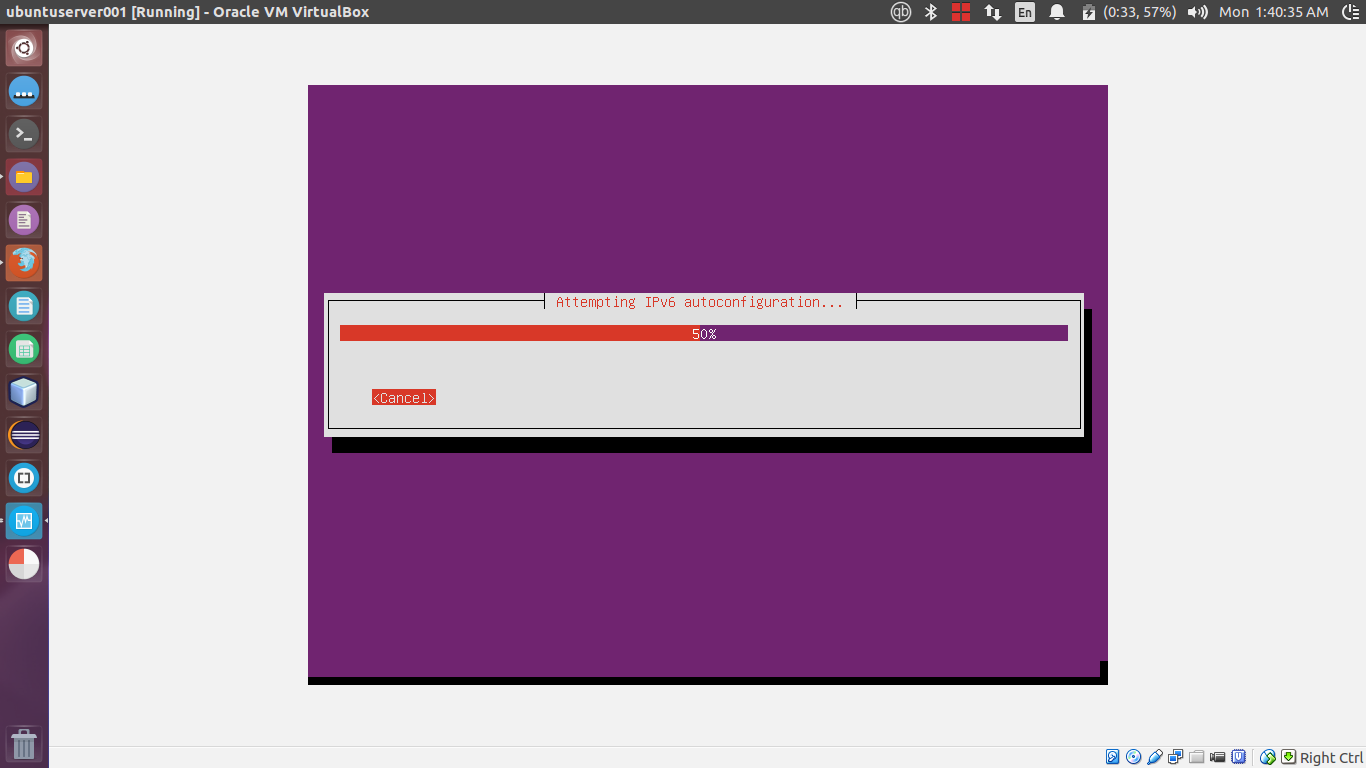 ubuntuserver001 [Running] - Oracle VM VirtualBox
qb En (0:33, 57%) Mon 1:40:35 AM
Attempting IPv6 autoconfiguration...
50%
<Cancel>
Right Ctrl